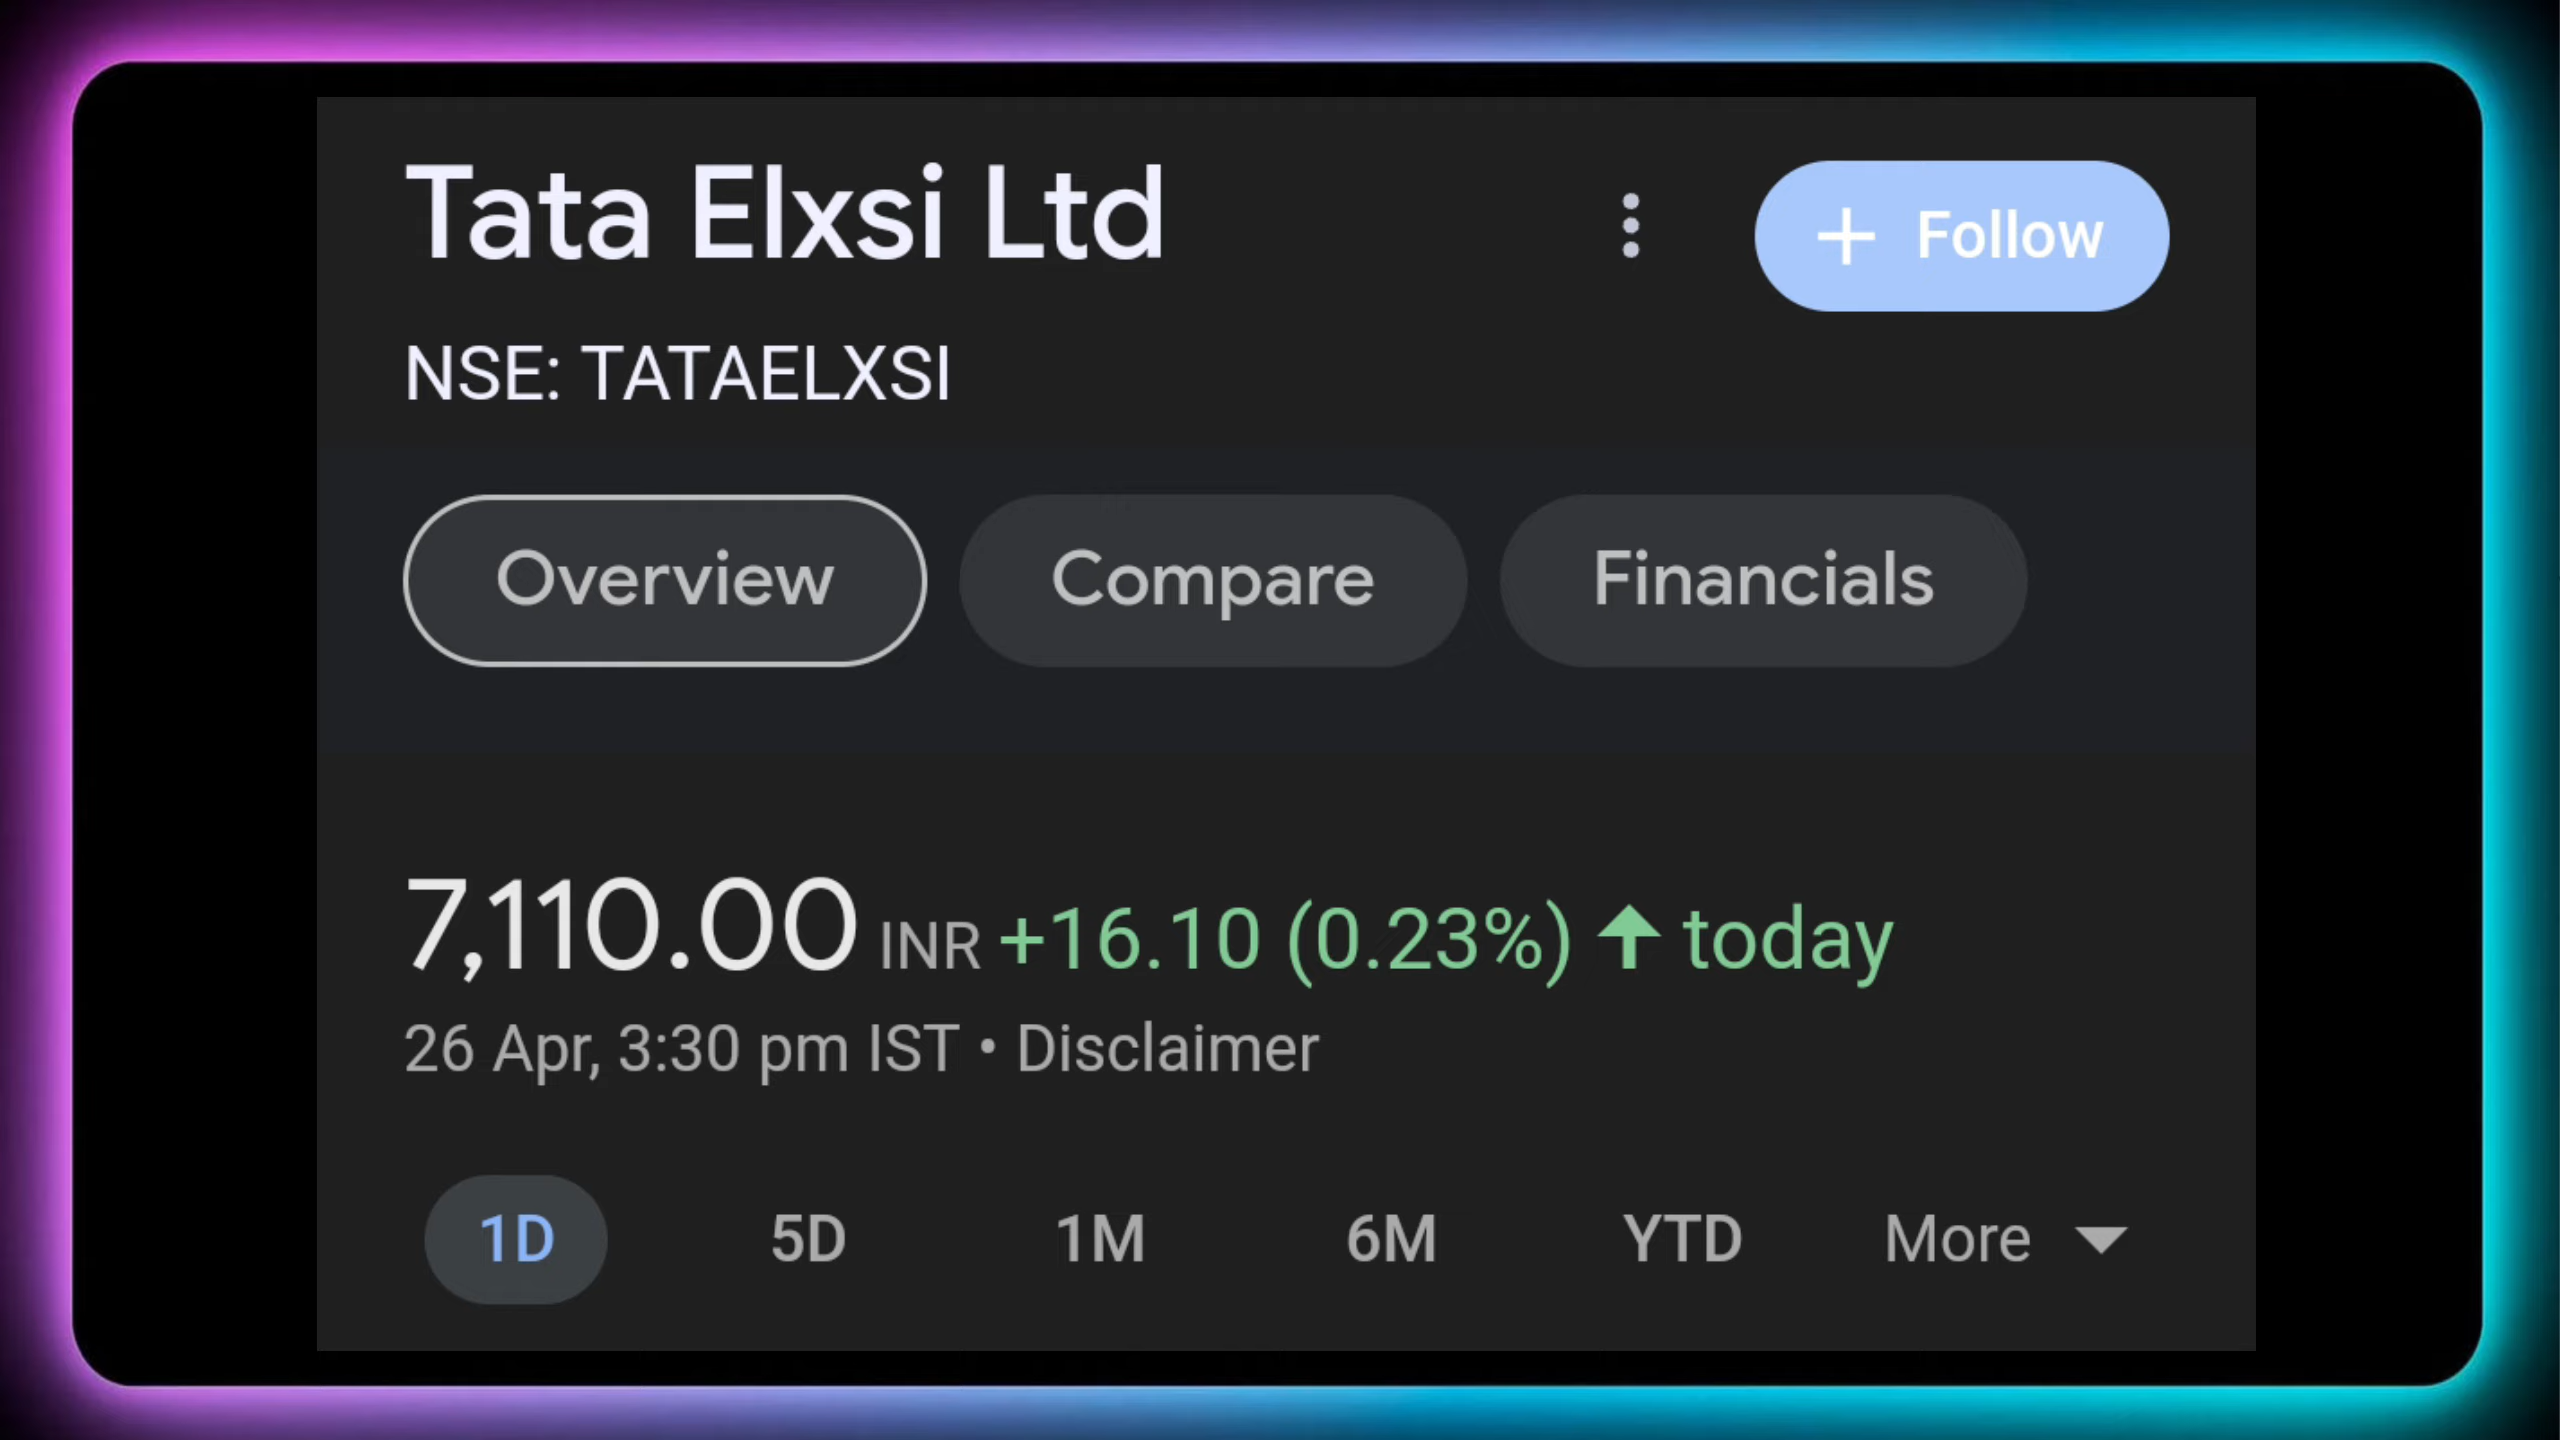 Tata Elxsi Ltd
+ Follow
NSE: TATAELXSI
Overview Compare Financials
7,110.00 INR +16.10 (0.23%) ↑ today
26 Apr, 3:30 pm IST • Disclaimer
1D 5D 1M 6M YTD More